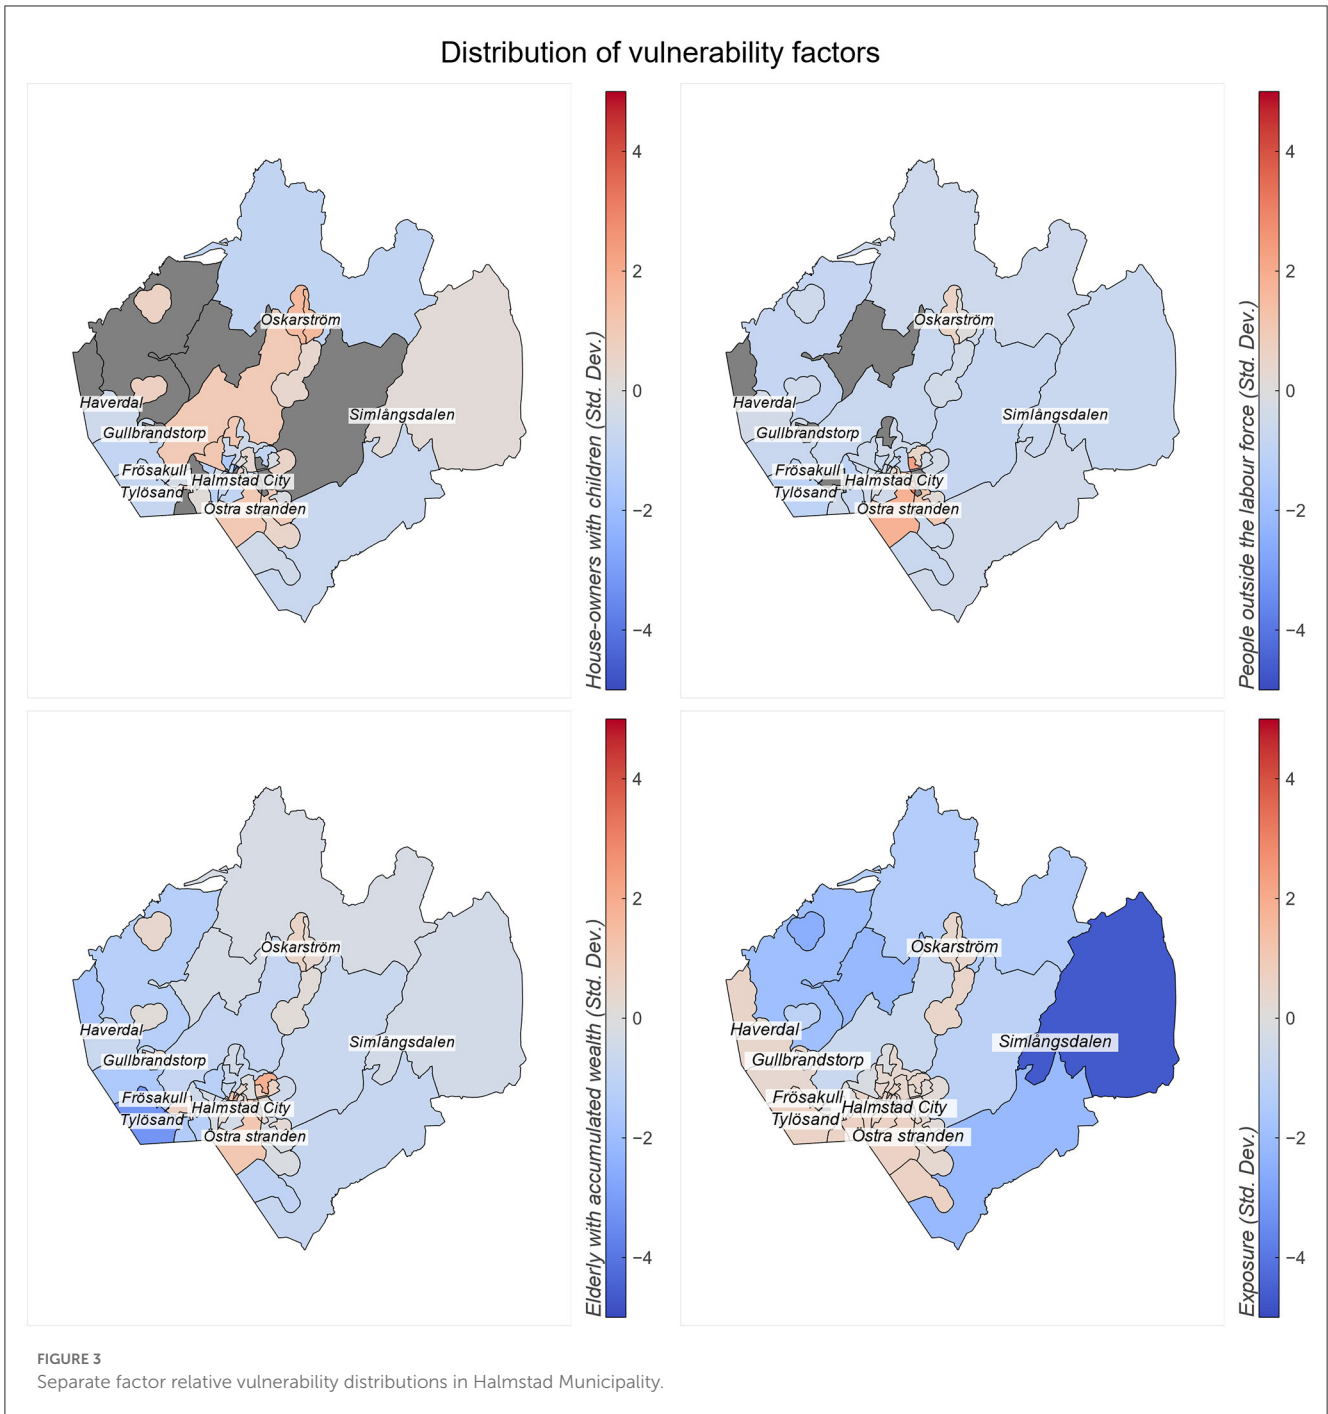 Distribution of vulnerability factors
Oskarström
Haverdal
Simlångsdalen
Gullbrandstorp
Frösakull
Halmstad City
Tylösand
Östra stranden
4
2
0
−2
−4
House-owners with children (Std. Dev.)
Oskarström
Haverdal
Simlångsdalen
Gullbrandstorp
Frösakull
Halmstad City
Tylösand
Östra stranden
4
2
0
−2
−4
People outside the labour force (Std. Dev.)
Oskarström
Haverdal
Simlångsdalen
Gullbrandstorp
Frösakull
Halmstad City
Tylösand
Östra stranden
4
2
0
−2
−4
Elderly with accumulated wealth (Std. Dev.)
Oskarström
Haverdal
Simlångsdalen
Gullbrandstorp
Frösakull
Halmstad City
Tylösand
Östra stranden
4
2
0
−2
−4
Exposure (Std. Dev.)
FIGURE 3
Separate factor relative vulnerability distributions in Halmstad Municipality.